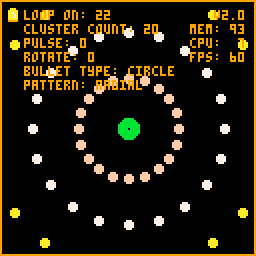 LOOP ON: 22
V2.0
CLUSTER COUNT: 20
MEM: 93
PULSE: 0
CPU:
ROTATE: 0
FPS: 60
BULLET TYPE: CIRCLE
PATTERN: RADIAL